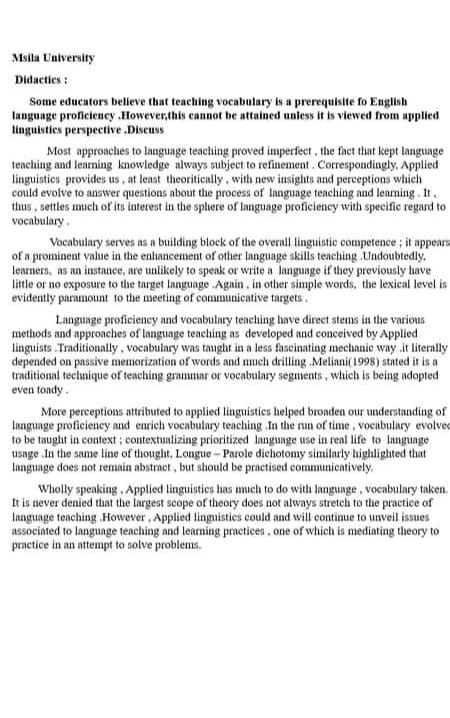 Msila University
Didactics :
Some educators believe that teaching vocabulary is a prerequisite fo English
language proficiency .However,this cannot be attained unless it is viewed from applied
linguistics perspective .Discuss
Most approaches to language teaching proved imperfect , the fact that kept language
teaching and learning knowledge always subject to refinement . Correspondingly, Applied
linguistics provides us , at least theoritically , with new insights and perceptions which
could evolve to answer questions about the process of language teaching and learning . It ,
thus , settles much of its interest in the sphere of language proficiency with specific regard to
vocabulary .
Vocabulary serves as a building block of the overall linguistic competence ; it appears
of a prominent value in the enhancement of other language skills teaching .Undoubtedly,
learners, as an instance, are unlikely to speak or write a language if they previously have
little or no exposure to the target language .Again , in other simple words, the lexical level is
evidently paramount to the meeting of communicative targets .
Language proficiency and vocabulary teaching have direct stems in the various
methods and approaches of language teaching as developed and conceived by Applied
linguists .Traditionally , vocabulary was taught in a less fascinating mechanic way .it literally
depended on passive memorization of words and much drilling .Meliani(1998) stated it is a
traditional technique of teaching grammar or vocabulary segments , which is being adopted
even toady .
More perceptions attributed to applied linguistics helped broaden our understanding of
language proficiency and enrich vocabulary teaching .In the run of time , vocabulary evolved
to be taught in context ; contextualizing prioritized language use in real life to language
usage .In the same line of thought, Longue – Parole dichotomy similarly highlighted that
language does not remain abstract , but should be practised communicatively.
Wholly speaking , Applied linguistics has much to do with language , vocabulary taken.
It is never denied that the largest scope of theory does not always stretch to the practice of
language teaching .However , Applied linguistics could and will continue to unveil issues
associated to language teaching and learning practices , one of which is mediating theory to
practice in an attempt to solve problems.